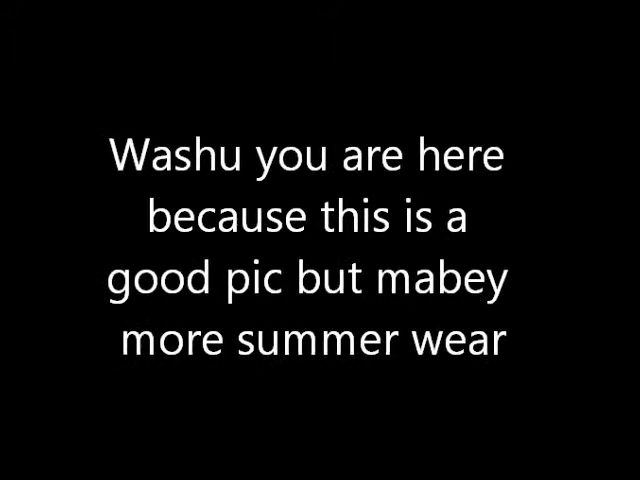 Washu you are here
because this is a
good pic but mabey
more summer wear